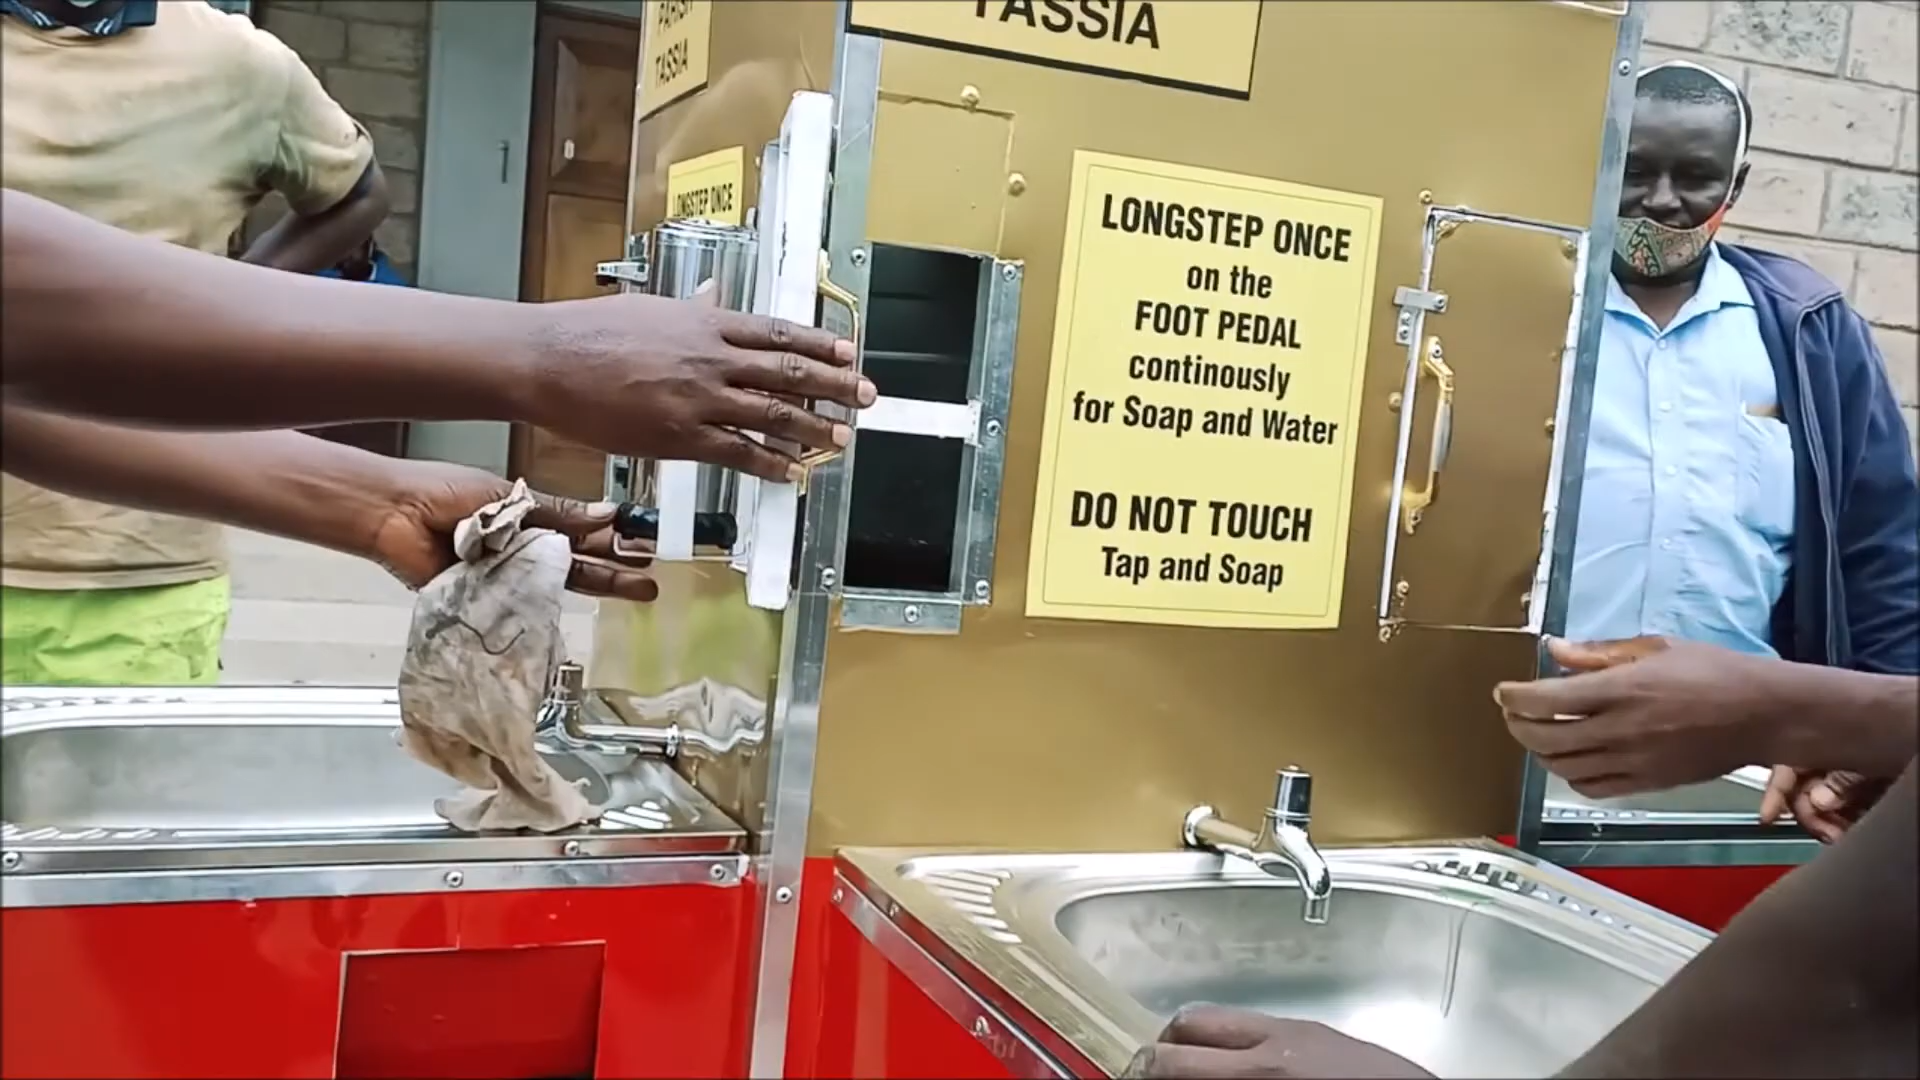 PARISH
TASSIA
TASSIA
LONGSTEP ONCE
LONGSTEP ONCE
on the
FOOT PEDAL
continously
for Soap and Water
DO NOT TOUCH
Tap and Soap